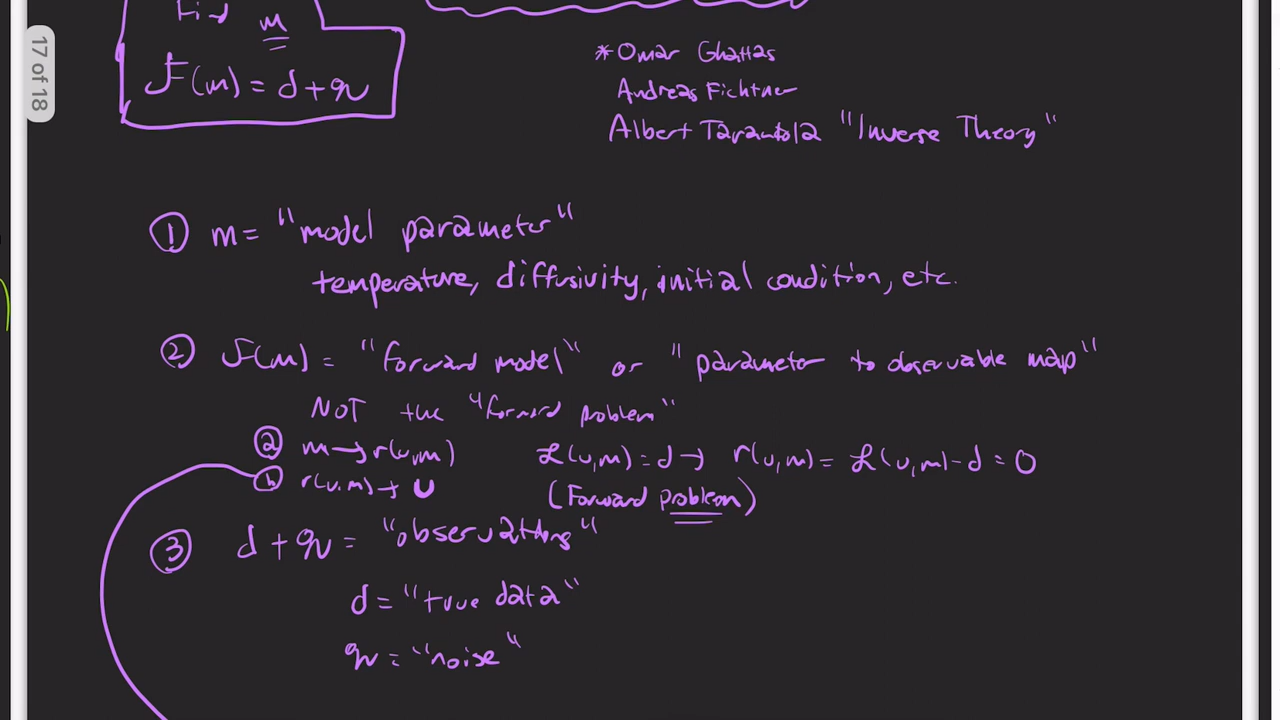 17 of 18
Find m
F(m) = d + η
*Omar Ghattas
Andreas Fichtner
Albert Tarantola "Inverse Theory"
① m = "model parameter"
temperature, diffusivity, initial condition, etc.
② F(m) = "forward model" or "parameter to observable map"
NOT the "forward problem"
ⓐ m → r(u,m) L(u,m) = d → r(u,m) = L(u,m) - d = 0
ⓑ r(u,m) → u (Forward problem)
③ d + η = "observations"
d = "true data"
η = "noise"